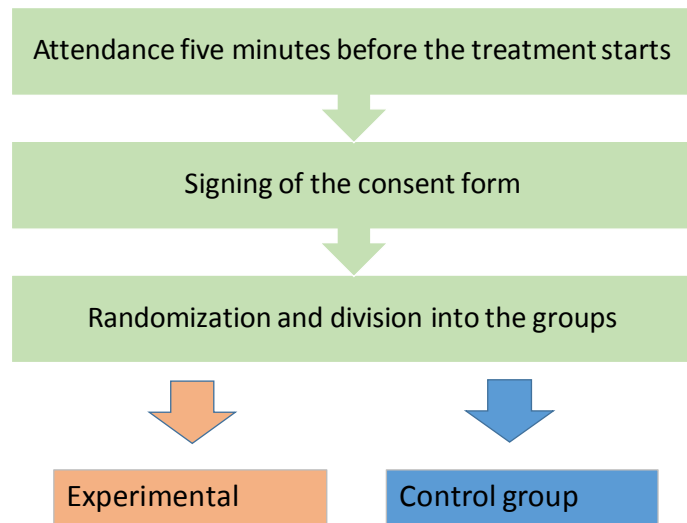 Attendance five minutes before the treatment starts
Signing of the consent form
Randomization and division into the groups
Experimental
Control group